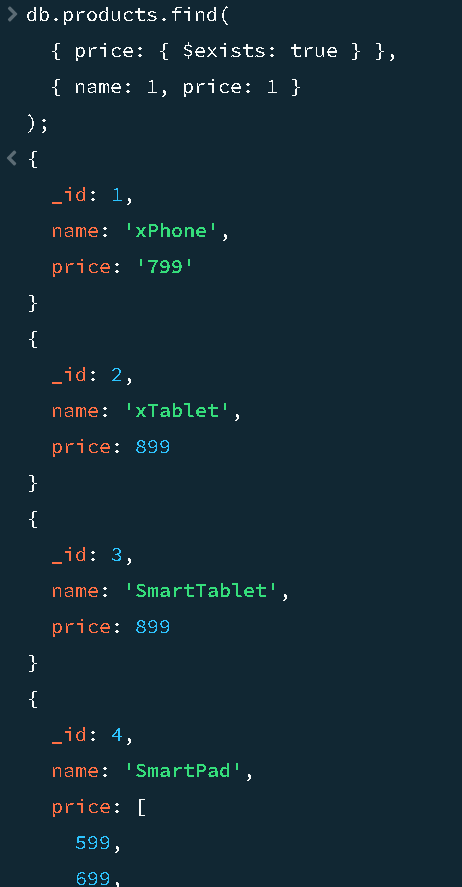 db.products.find(
{ price: { $exists: true } },
{ name: 1, price: 1 }
);
{
_id: 1,
name: 'xPhone',
price: '799'
}
{
_id: 2,
name: 'xTablet',
price: 899
}
{
_id: 3,
name: 'SmartTablet',
price: 899
}
{
_id: 4,
name: 'SmartPad',
price: [
599,
699,